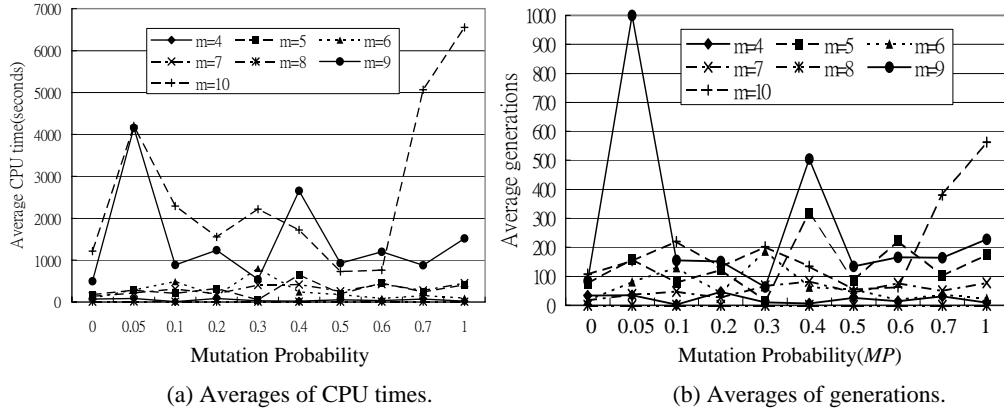 7000
6000
5000
4000
3000
2000
1000
0
Average CPU time(seconds)
m=4 m=5 m=6
m=7 m=8 m=9
m=10
0 0.05 0.1 0.2 0.3 0.4 0.5 0.6 0.7 1
Mutation Probability
(a) Averages of CPU times.
1000
900
800
700
600
500
400
300
200
100
0
Average generations
m=4 m=5 m=6
m=7 m=8 m=9
m=10
0 0.05 0.1 0.2 0.3 0.4 0.5 0.6 0.7 1
Mutation Probability(MP)
(b) Averages of generations.